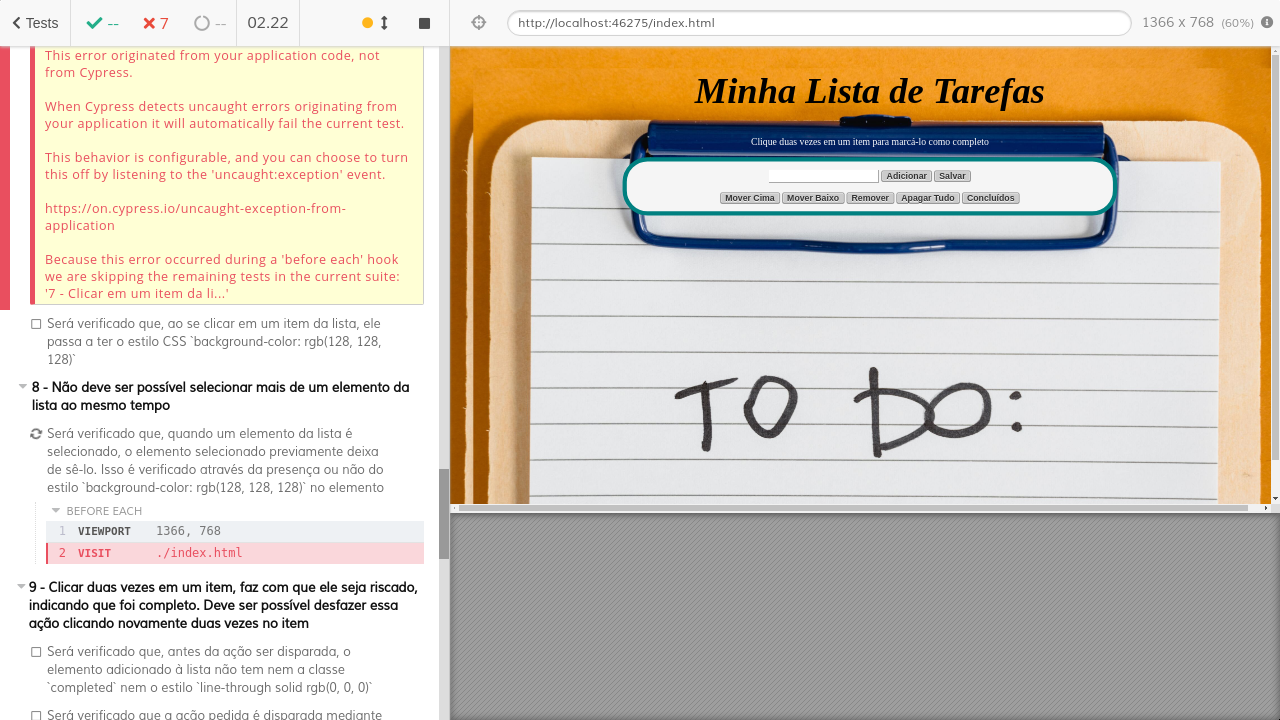 Tests
--
7
--
02.22
http://localhost:46275/index.html
1366 x 768 (60%)
This error originated from your application code, not
from Cypress.
When Cypress detects uncaught errors originating from
your application it will automatically fail the current test.
This behavior is configurable, and you can choose to turn
this off by listening to the 'uncaught:exception' event.
https://on.cypress.io/uncaught-exception-from-
application
Because this error occurred during a 'before each' hook
we are skipping the remaining tests in the current suite:
'7 - Clicar em um item da li...'
Será verificado que, ao se clicar em um item da lista, ele
passa a ter o estilo CSS `background-color: rgb(128, 128,
128)`
8 - Não deve ser possível selecionar mais de um elemento da
lista ao mesmo tempo
Será verificado que, quando um elemento da lista é
selecionado, o elemento selecionado previamente deixa
de sê-lo. Isso é verificado através da presença ou não do
estilo `background-color: rgb(128, 128, 128)` no elemento
BEFORE EACH
1 VIEWPORT 1366, 768
2 VISIT ./index.html
9 - Clicar duas vezes em um item, faz com que ele seja riscado,
indicando que foi completo. Deve ser possível desfazer essa
ação clicando novamente duas vezes no item
Será verificado que, antes da ação ser disparada, o
elemento adicionado à lista não tem nem a classe
`completed` nem o estilo `line-through solid rgb(0, 0, 0)`
Será verificado que a ação pedida é disparada mediante
Minha Lista de Tarefas
Clique duas vezes em um item para marcá-lo como completo
Adicionar Salvar
Mover Cima Mover Baixo Remover Apagar Tudo Concluídos
TO DO: